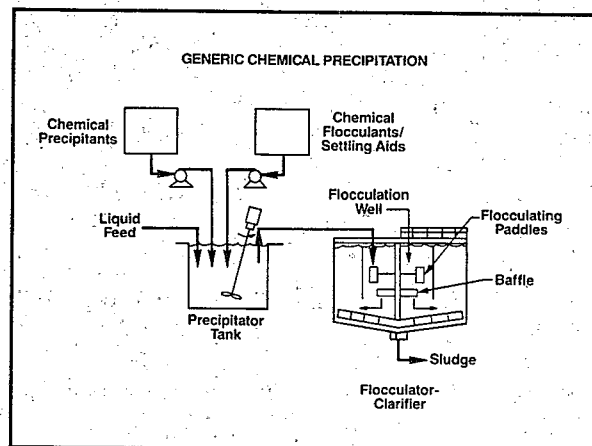 GENERIC CHEMICAL PRECIPITATION
Chemical
Precipitants
Chemical
Flocculants/
Settling Aids
Liquid
Feed
Flocculation
Well
Flocculating
Paddles
Baffle
Precipitator
Tank
Sludge
Flocculator-
Clarifier